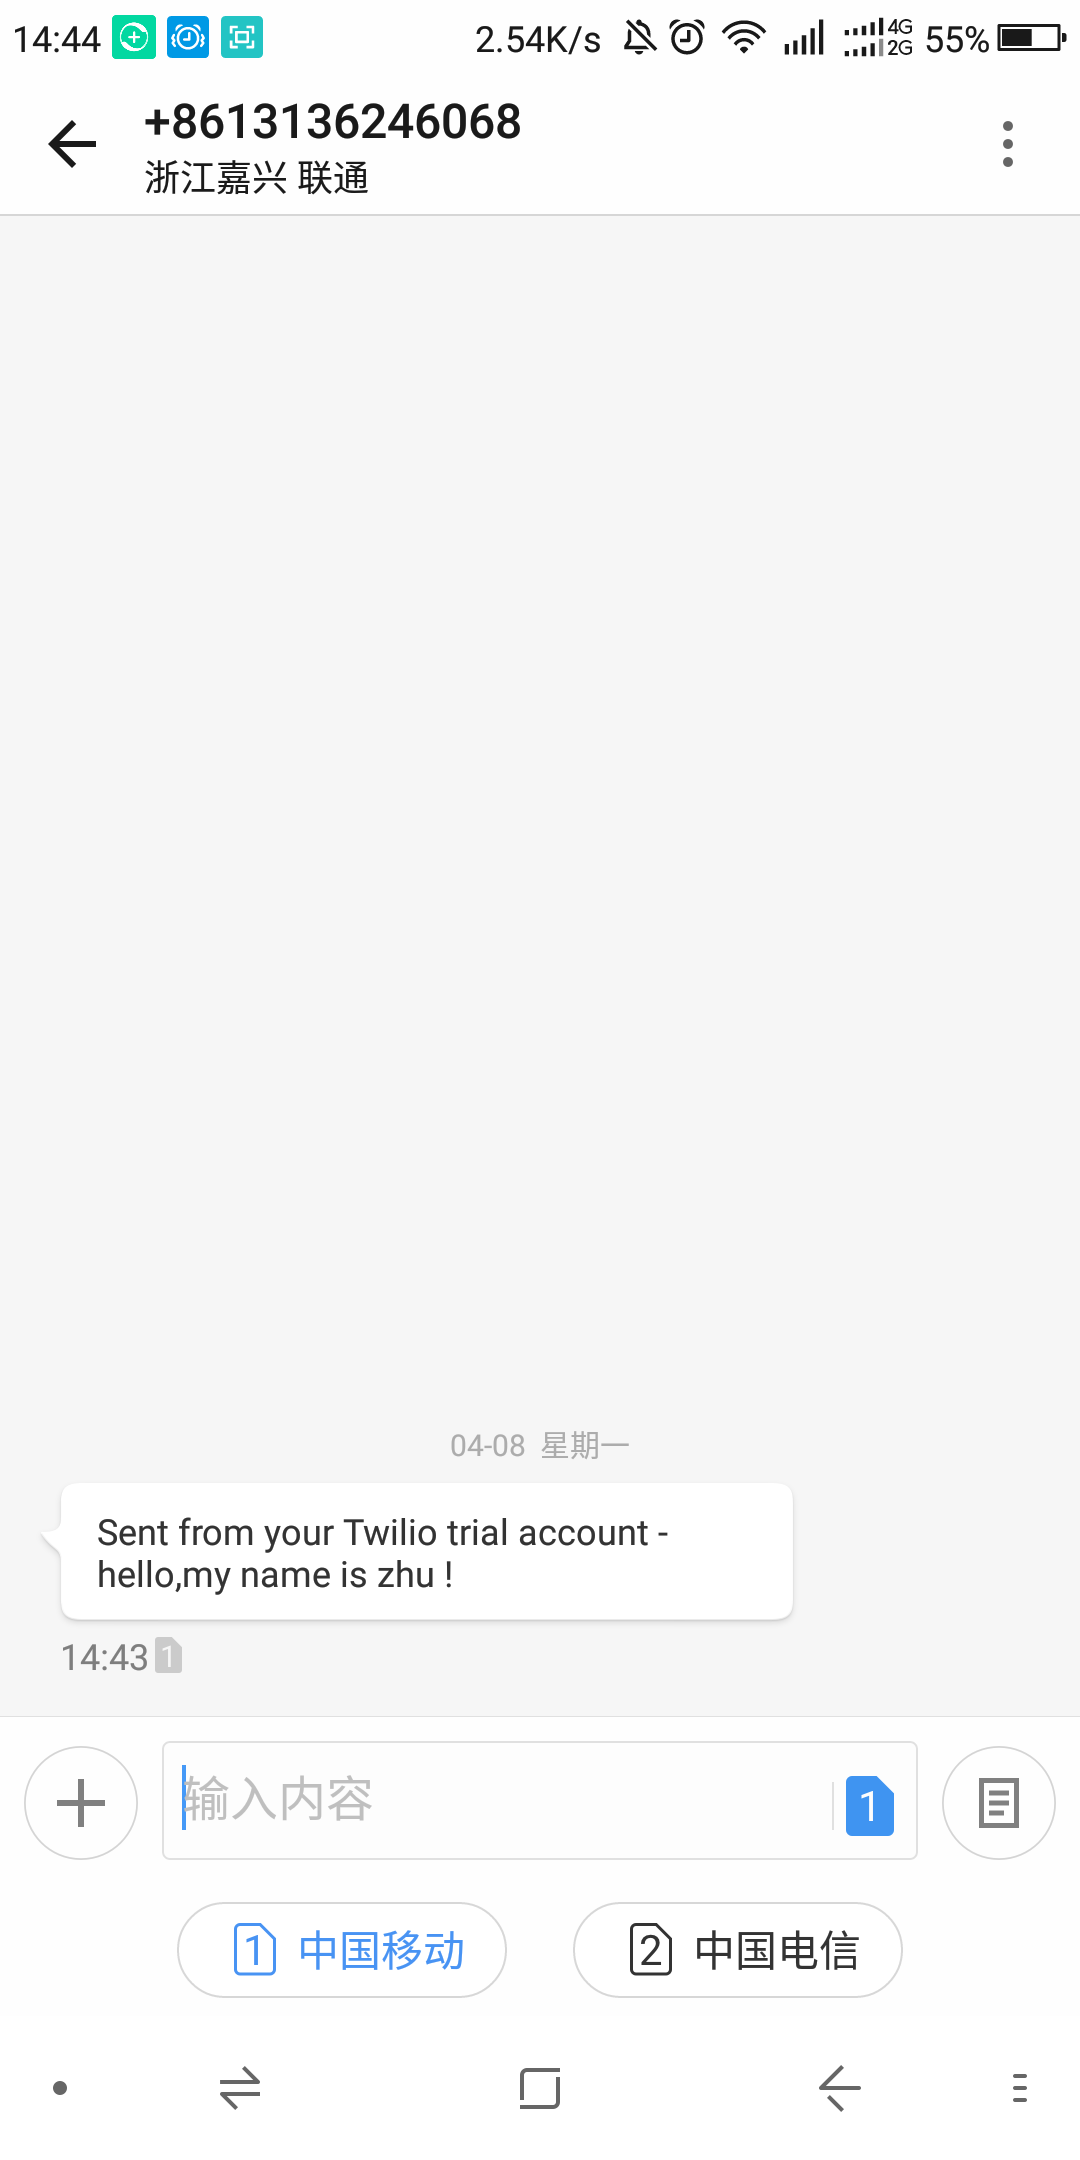 14:44 2.54K/s 4G 2G 55%
+8613136246068
浙江嘉兴 联通
04-08 星期一
Sent from your Twilio trial account -
hello,my name is zhu !
14:43 1
输入内容 1
1 中国移动 2 中国电信